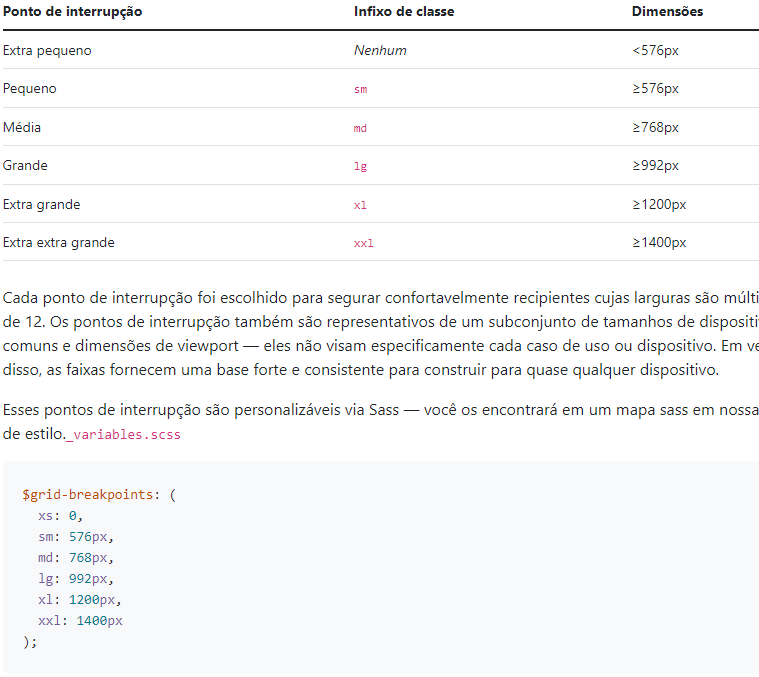 Ponto de interrupção Infixo de classe Dimensões
Extra pequeno Nenhum <576px
Pequeno sm ≥576px
Média md ≥768px
Grande lg ≥992px
Extra grande xl ≥1200px
Extra extra grande xxl ≥1400px
Cada ponto de interrupção foi escolhido para segurar confortavelmente recipientes cujas larguras são
de 12. Os pontos de interrupção também são representativos de um subconjunto de tamanhos de
comuns e dimensões de viewport — eles não visam especificamente cada caso de uso ou dispositivo. Em
disso, as faixas fornecem uma base forte e consistente para construir para quase qualquer dispositivo.
Esses pontos de interrupção são personalizáveis via Sass — você os encontrará em um mapa sass em nossa
de estilo._variables.scss
$grid-breakpoints: (
xs: 0,
sm: 576px,
md: 768px,
lg: 992px,
xl: 1200px,
xxl: 1400px
);